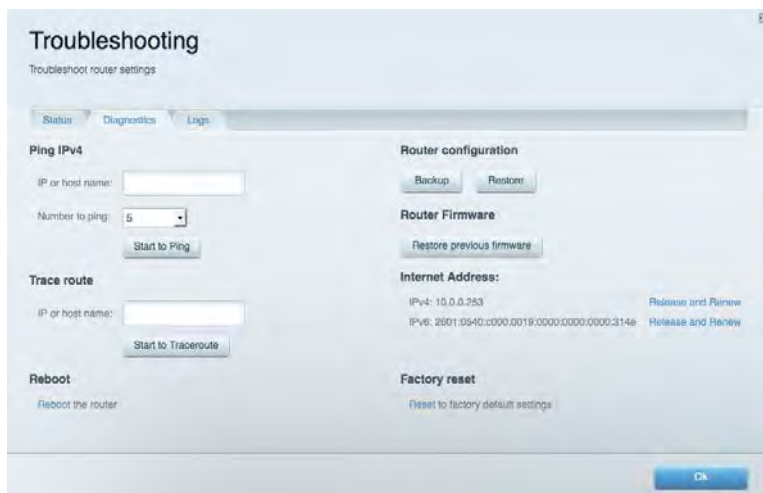 Troubleshooting
Troubleshoot router settings
Status
Diagnostics
Logs
Ping IPv4
IP or host name:
Number to ping: 5
Start to Ping
Trace route
IP or host name:
Start to Traceroute
Reboot
Reboot the router
Router configuration
Backup
Restore
Router Firmware
Restore previous firmware
Internet Address:
IPv4: 10.0.0.253 Release and Renew
IPv6: 2601:0540:c000:0019:0000:0000:0000:314e Release and Renew
Factory reset
Reset to factory default settings
Ok